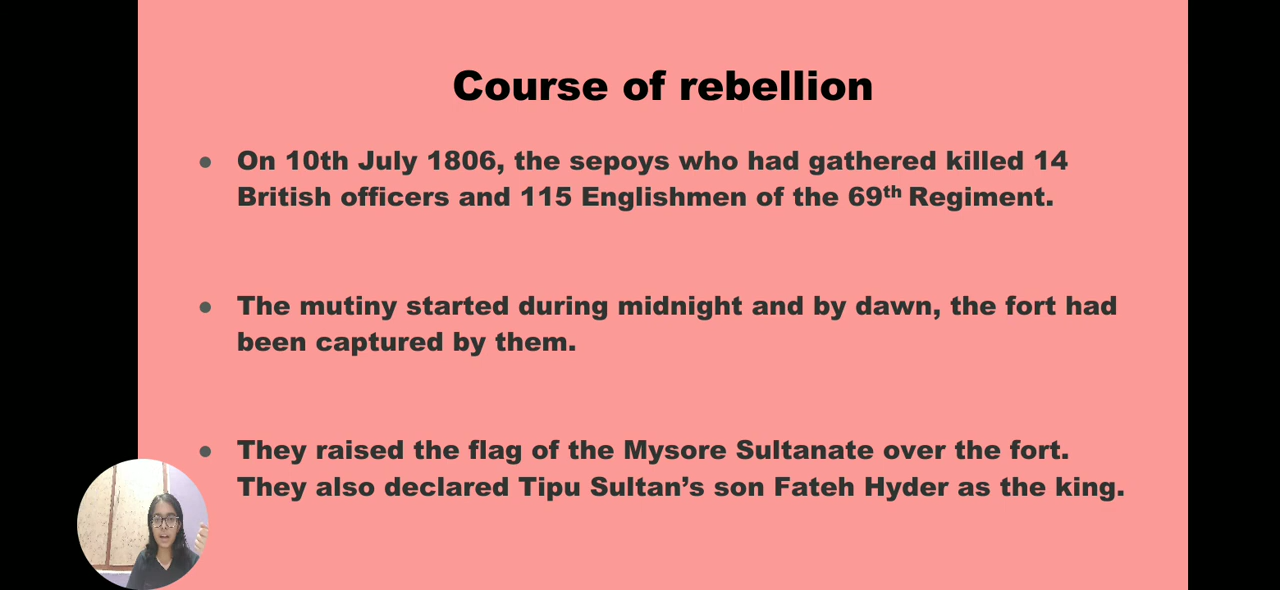 Course of rebellion
On 10th July 1806, the sepoys who had gathered killed 14
British officers and 115 Englishmen of the 69th Regiment.
The mutiny started during midnight and by dawn, the fort had
been captured by them.
They raised the flag of the Mysore Sultanate over the fort.
They also declared Tipu Sultan’s son Fateh Hyder as the king.